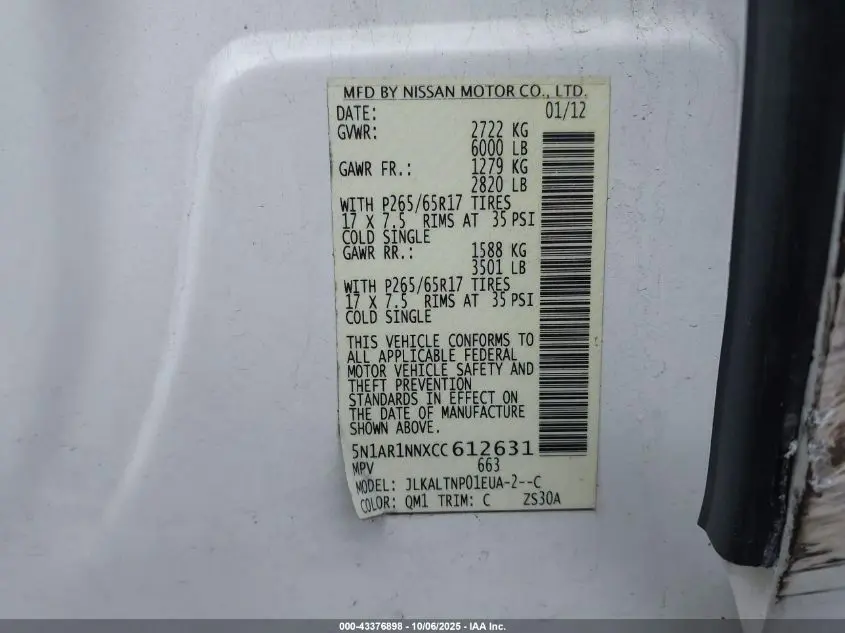 MFD BY NISSAN MOTOR CO., LTD.
DATE: 01/12
GVWR: 2722 KG
6000 LB
GAWR FR.: 1279 KG
2820 LB
WITH P265/65R17 TIRES
17 X 7.5 RIMS AT 35 PSI
COLD SINGLE
GAWR RR.: 1588 KG
3501 LB
WITH P265/65R17 TIRES
17 X 7.5 RIMS AT 35 PSI
COLD SINGLE
THIS VEHICLE CONFORMS TO
ALL APPLICABLE FEDERAL
MOTOR VEHICLE SAFETY AND
THEFT PREVENTION
STANDARDS IN EFFECT ON
THE DATE OF MANUFACTURE
SHOWN ABOVE.
5N1AR1NNXCC612631
MPV 663
MODEL: JLKALTNP01EUA-2--C
COLOR: QM1 TRIM: C ZS30A
000-43376898 - 10/06/2025 - IAA Inc.